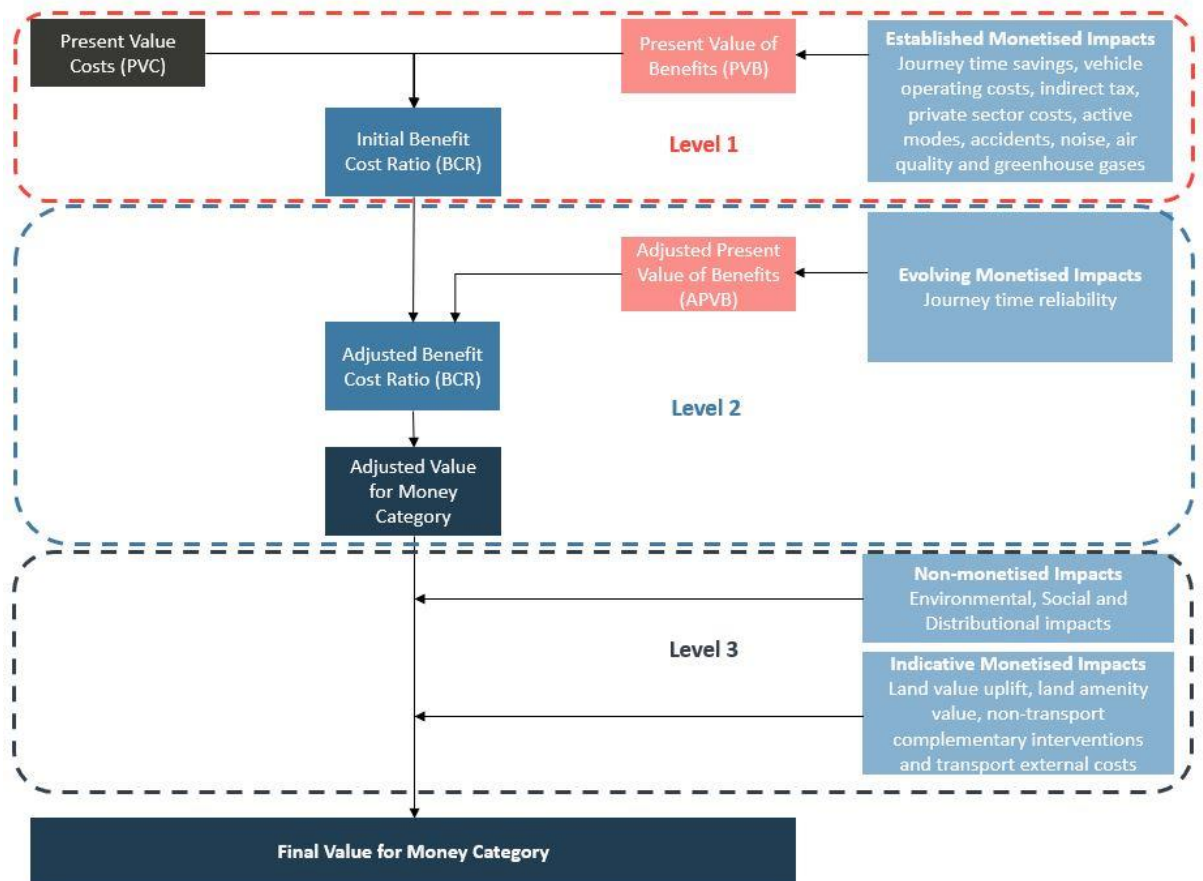 Present Value
Costs (PVC)
Present Value of
Benefits (PVB)
Established Monetised Impacts
Journey time savings, vehicle
operating costs, indirect tax,
private sector costs, active
modes, accidents, noise, air
quality and greenhouse gases
Initial Benefit
Cost Ratio (BCR)
Level 1
Adjusted Present
Value of Benefits
(APVB)
Evolving Monetised Impacts
Journey time reliability
Adjusted Benefit
Cost Ratio (BCR)
Level 2
Adjusted Value
for Money
Category
Non-monetised Impacts
Environmental, Social and
Distributional impacts
Level 3
Indicative Monetised Impacts
Land value uplift, land amenity
value, non-transport
complementary interventions
and transport external costs
Final Value for Money Category